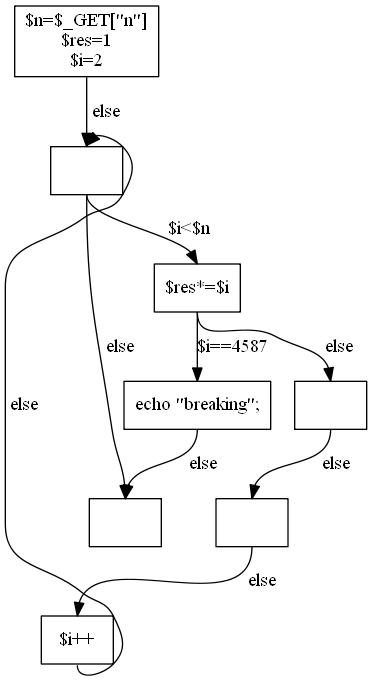 $n=$_GET["n"]
$res=1
$i=2
else
$i<$n
$res*=$i
else
$i==4587
else
else
echo "breaking";
else
else
else
$i++